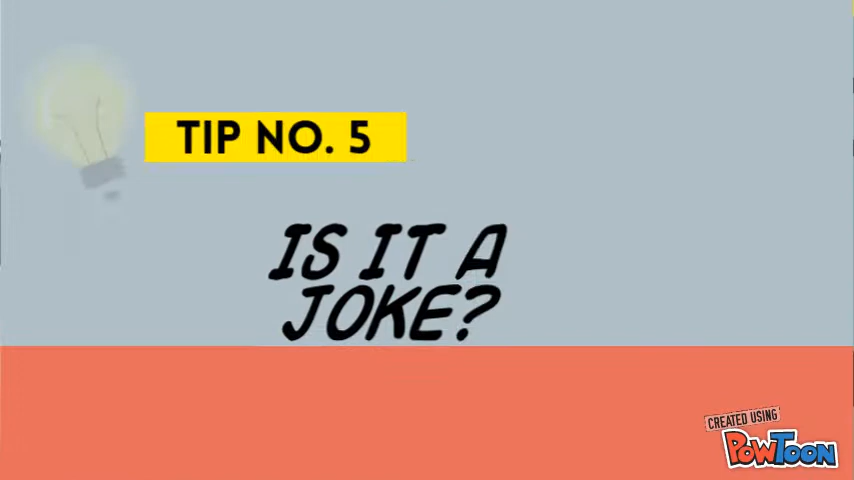 TIP NO. 5
IS IT A
JOKE?
CREATED USING
POWTOON